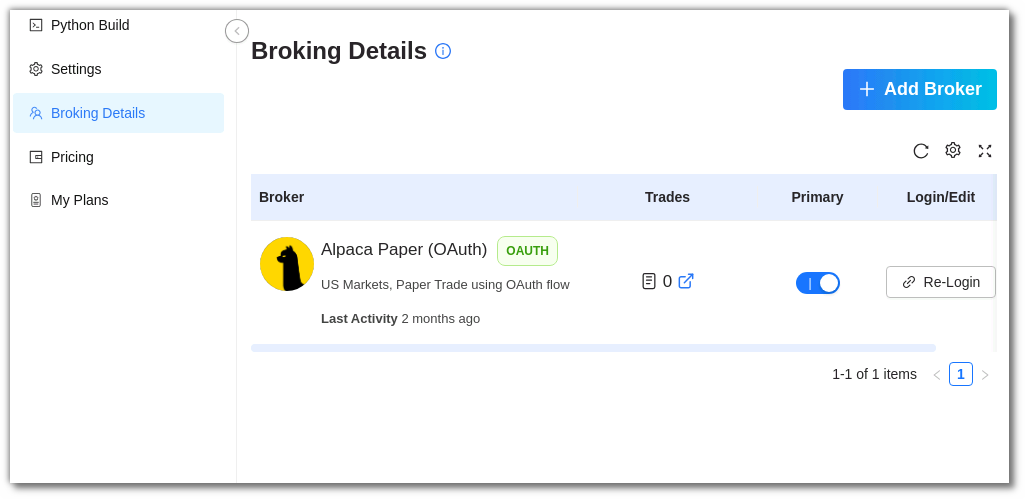 Python Build
Settings
Broking Details
Pricing
My Plans
Broking Details
Add Broker
Broker Trades Primary Login/Edit
Alpaca Paper (OAuth) OAUTH
US Markets, Paper Trade using OAuth flow
Last Activity 2 months ago
0
Re-Login
1-1 of 1 items
1